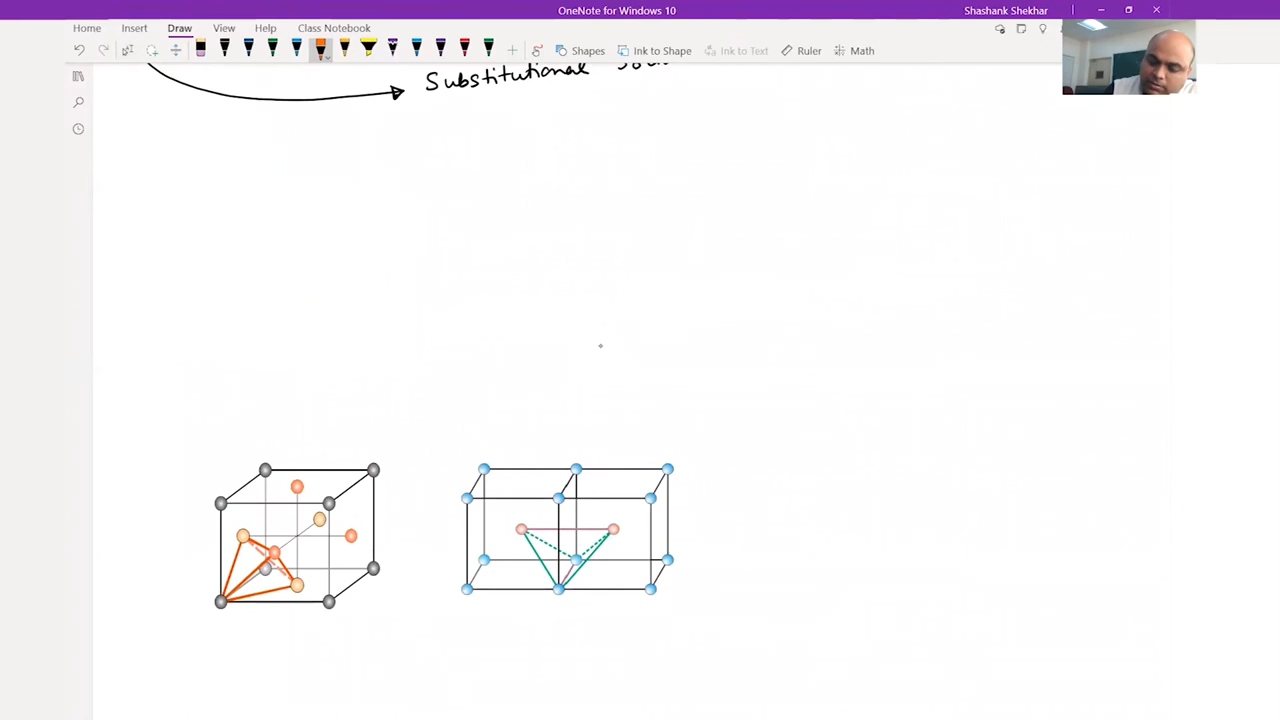 OneNote for Windows 10
Shashank Shekhar
Home Insert Draw View Help Class Notebook
Shapes Ink to Shape Ink to Text Ruler Math
Substitutional